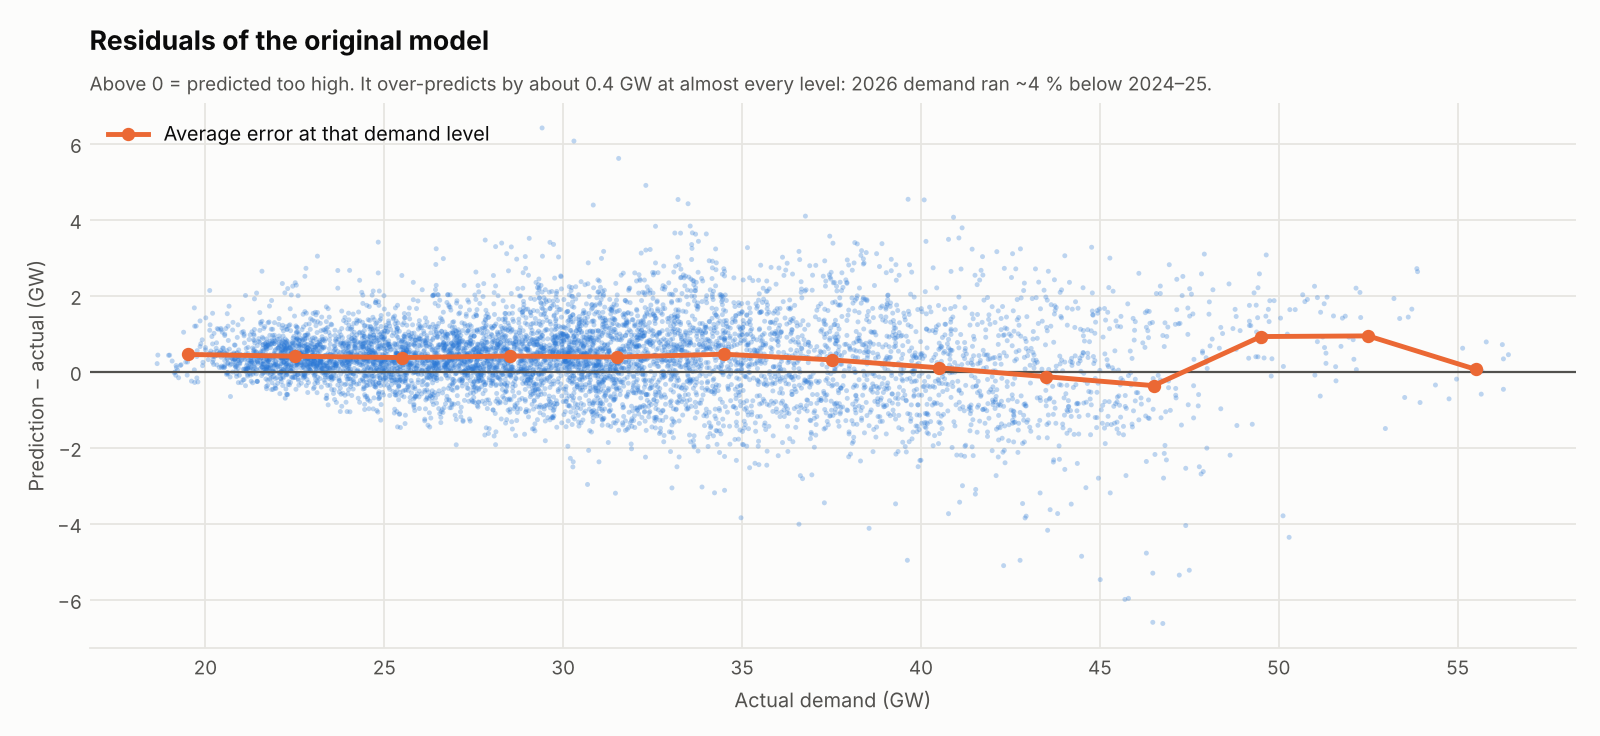 Residuals of the original model
Above 0 = predicted too high. It over-predicts by about 0.4 GW at almost every level: 2026 demand ran ~4 % below 2024–25.
Average error at that demand level
Prediction − actual (GW)
6
4
2
0
−2
−4
−6
20 25 30 35 40 45 50 55
Actual demand (GW)